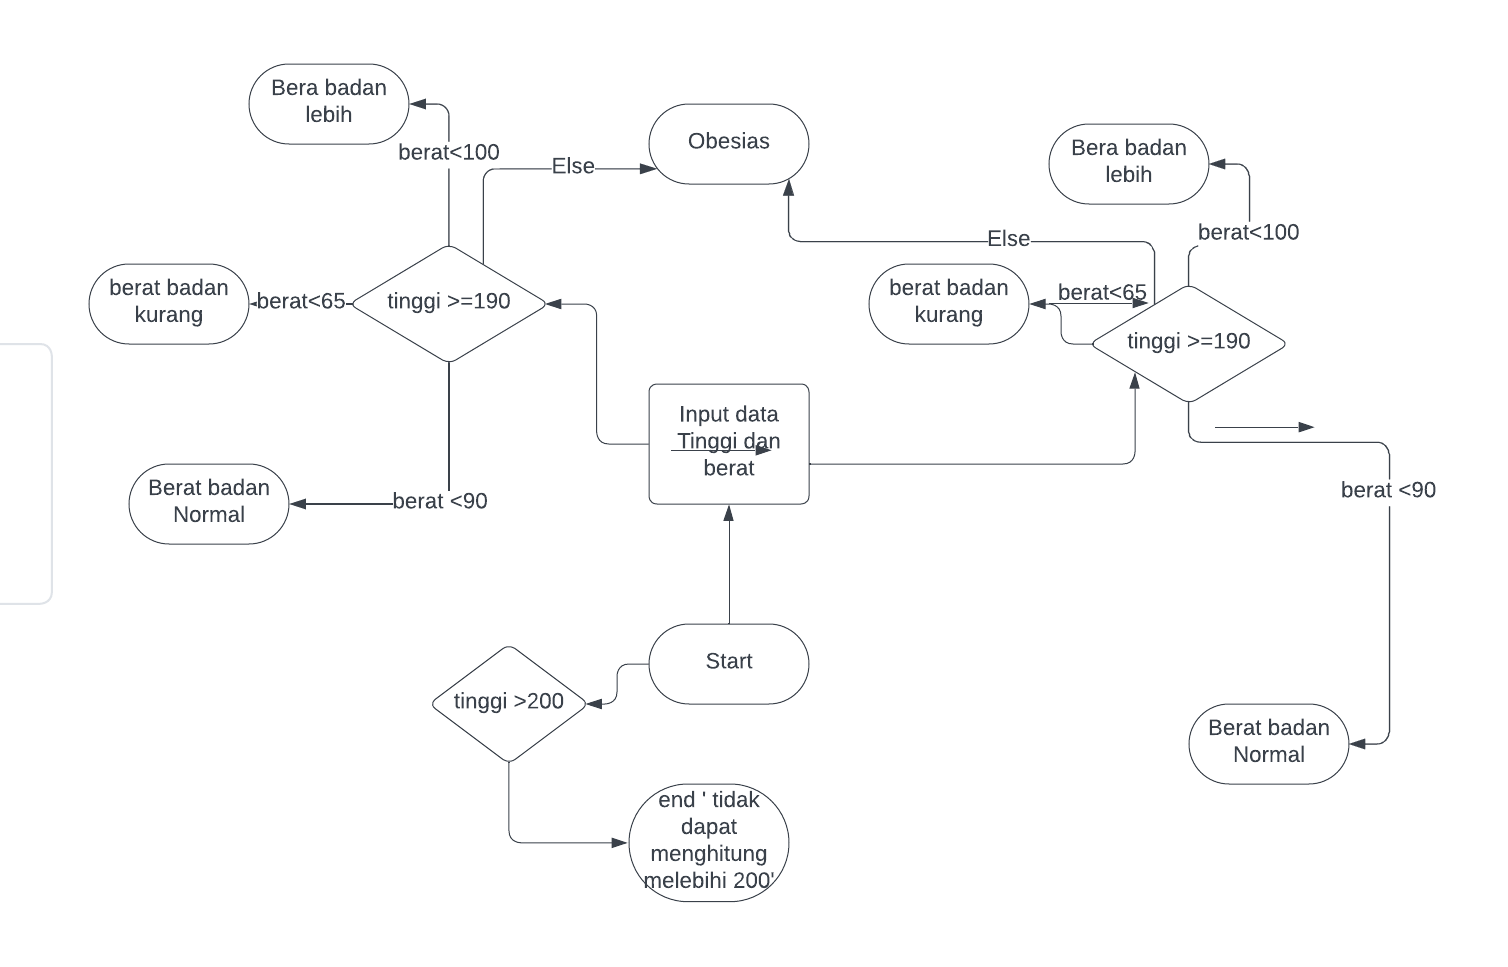 Bera badan
lebih
berat<100
Else
Obesias
Bera badan
lebih
berat<100
Else
berat badan
kurang
berat<65
tinggi >=190
berat badan
kurang
berat<65
tinggi >=190
Input data
Tinggi dan
berat
Berat badan
Normal
berat <90
berat <90
Start
tinggi >200
Berat badan
Normal
end ' tidak
dapat
menghitung
melebihi 200'